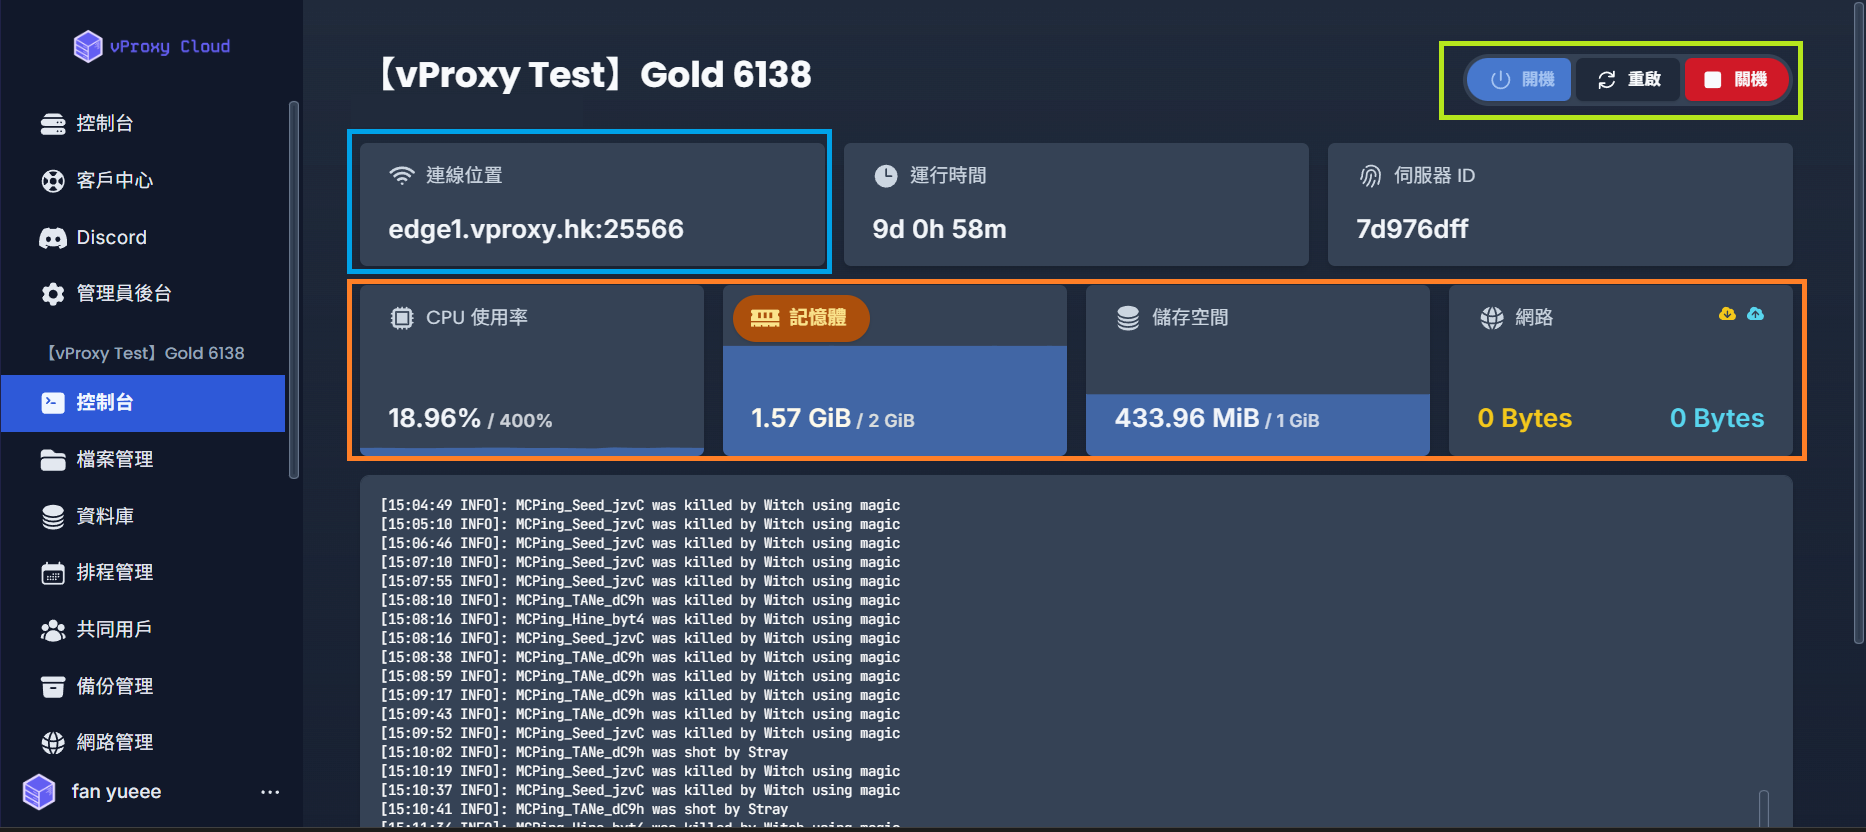 vProxy Cloud
控制台
客戶中心
Discord
管理員後台
【vProxy Test】Gold 6138
控制台
檔案管理
資料庫
排程管理
共同用戶
備份管理
網路管理
fan yueee
【vProxy Test】Gold 6138
開機 重啟 關機
連線位置
edge1.vproxy.hk:25566
運行時間
9d 0h 58m
伺服器 ID
7d976dff
CPU 使用率
18.96% / 400%
記憶體
1.57 GiB / 2 GiB
儲存空間
433.96 MiB / 1 GiB
網路
0 Bytes 0 Bytes
[15:04:49 INFO]: MCPing_Seed_jzvC was killed by Witch using magic
[15:05:10 INFO]: MCPing_Seed_jzvC was killed by Witch using magic
[15:06:46 INFO]: MCPing_Seed_jzvC was killed by Witch using magic
[15:07:10 INFO]: MCPing_Seed_jzvC was killed by Witch using magic
[15:07:55 INFO]: MCPing_Seed_jzvC was killed by Witch using magic
[15:08:10 INFO]: MCPing_TANe_dC9h was killed by Witch using magic
[15:08:16 INFO]: MCPing_Hine_byt4 was killed by Witch using magic
[15:08:16 INFO]: MCPing_Seed_jzvC was killed by Witch using magic
[15:08:38 INFO]: MCPing_TANe_dC9h was killed by Witch using magic
[15:08:59 INFO]: MCPing_TANe_dC9h was killed by Witch using magic
[15:09:17 INFO]: MCPing_TANe_dC9h was killed by Witch using magic
[15:09:43 INFO]: MCPing_TANe_dC9h was killed by Witch using magic
[15:09:52 INFO]: MCPing_Seed_jzvC was killed by Witch using magic
[15:10:02 INFO]: MCPing_TANe_dC9h was shot by Stray
[15:10:19 INFO]: MCPing_Seed_jzvC was killed by Witch using magic
[15:10:37 INFO]: MCPing_Seed_jzvC was killed by Witch using magic
[15:10:41 INFO]: MCPing_TANe_dC9h was shot by Stray